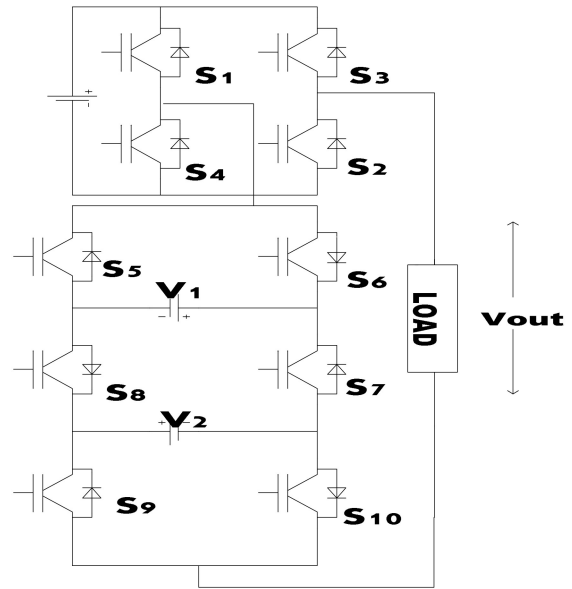 +
-
S1
S3
S4
S2
S5
S6
V1
- +
LOAD
Vout
S8
S7
V2
+ -
S9
S10